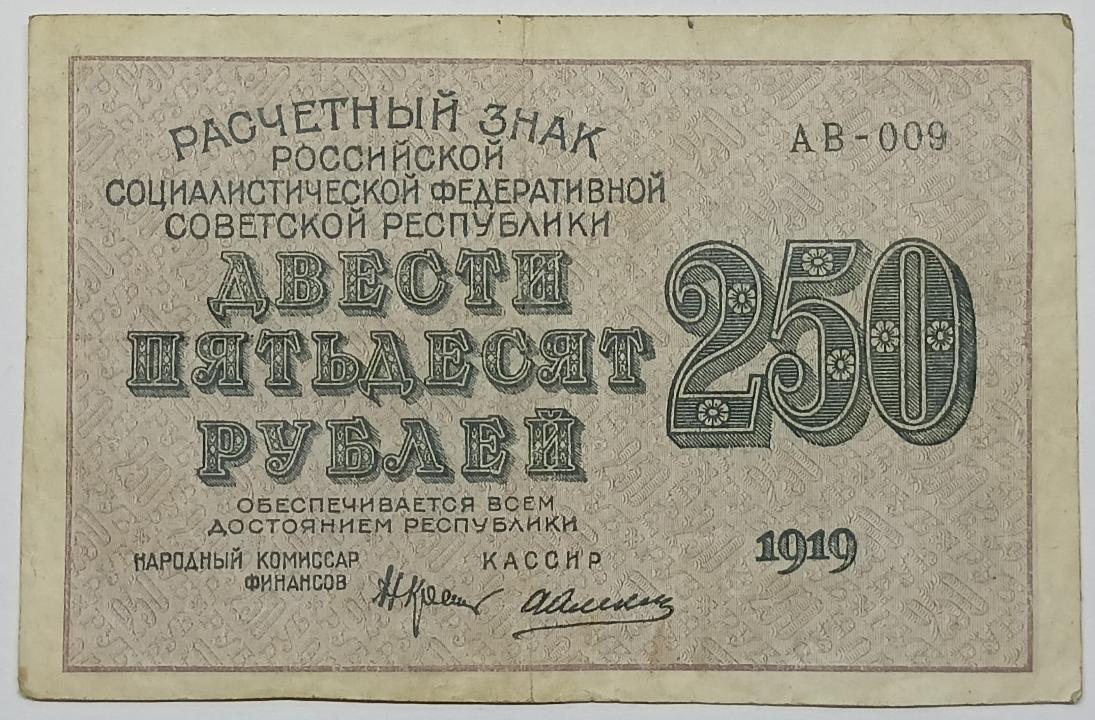 РАСЧЕТНЫЙ ЗНАК
РОССИЙСКОЙ
СОЦИАЛИСТИЧЕСКОЙ ФЕДЕРАТИВНОЙ
СОВЕТСКОЙ РЕСПУБЛИКИ
АВ-009
ДВЕСТИ
ПЯТЬДЕСЯТ
РУБЛЕЙ
250
ОБЕСПЕЧИВАЕТСЯ ВСЕМ
ДОСТОЯНИЕМ РЕСПУБЛИКИ
НАРОДНЫЙ КОМИССАР
ФИНАНСОВ
КАССИР
1919